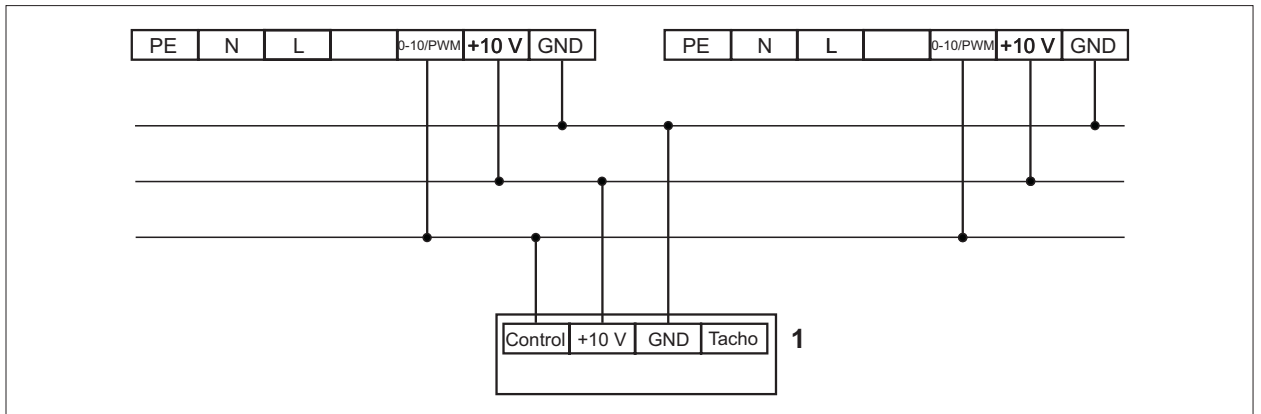 PE N L 0-10/PWM +10 V GND PE N L 0-10/PWM +10 V GND
Control +10 V GND Tacho 1